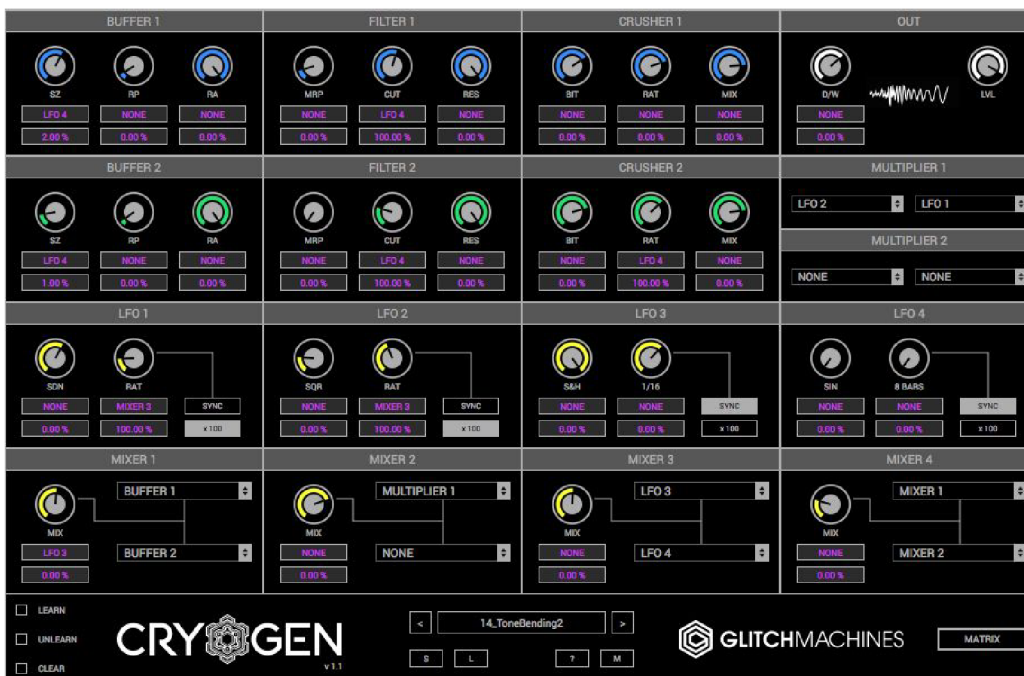 BUFFER 1 FILTER 1 CRUSHER 1 OUT
SZ RP RA MRP CUT RES BIT RAT MIX D/W LVL
LFO 4 NONE NONE NONE LFO 4 NONE NONE NONE NONE NONE
2.00 % 0.00 % 0.00 % 0.00 % 100.00 % 0.00 % 0.00 % 0.00 % 0.00 % 0.00 %
BUFFER 2 FILTER 2 CRUSHER 2 MULTIPLIER 1
LFO 2 LFO 1
SZ RP RA MRP CUT RES BIT RAT MIX MULTIPLIER 2
LFO 4 NONE NONE NONE LFO 4 NONE NONE LFO 4 NONE
NONE NONE
1.00 % 0.00 % 0.00 % 0.00 % 100.00 % 0.00 % 0.00 % 100.00 % 0.00 %
LFO 1 LFO 2 LFO 3 LFO 4
SDN RAT SQR RAT S&H 1/16 SIN 8 BARS
NONE MIXER 3 SYNC NONE MIXER 3 SYNC NONE NONE SYNC NONE NONE SYNC
0.00 % 100.00 % x 100 0.00 % 100.00 % x 100 0.00 % 0.00 % x 100 0.00 % 0.00 % x 100
MIXER 1 MIXER 2 MIXER 3 MIXER 4
BUFFER 1 MULTIPLIER 1 LFO 3 MIXER 1
MIX MIX MIX MIX
LFO 3 BUFFER 2 NONE NONE NONE LFO 4 NONE MIXER 2
0.00 % 0.00 % 0.00 % 0.00 %
LEARN
UNLEARN
CLEAR
CRYOGEN
v 1.1
< 14_ToneBending2 >
S L ? M
GLITCHMACHINES
MATRIX